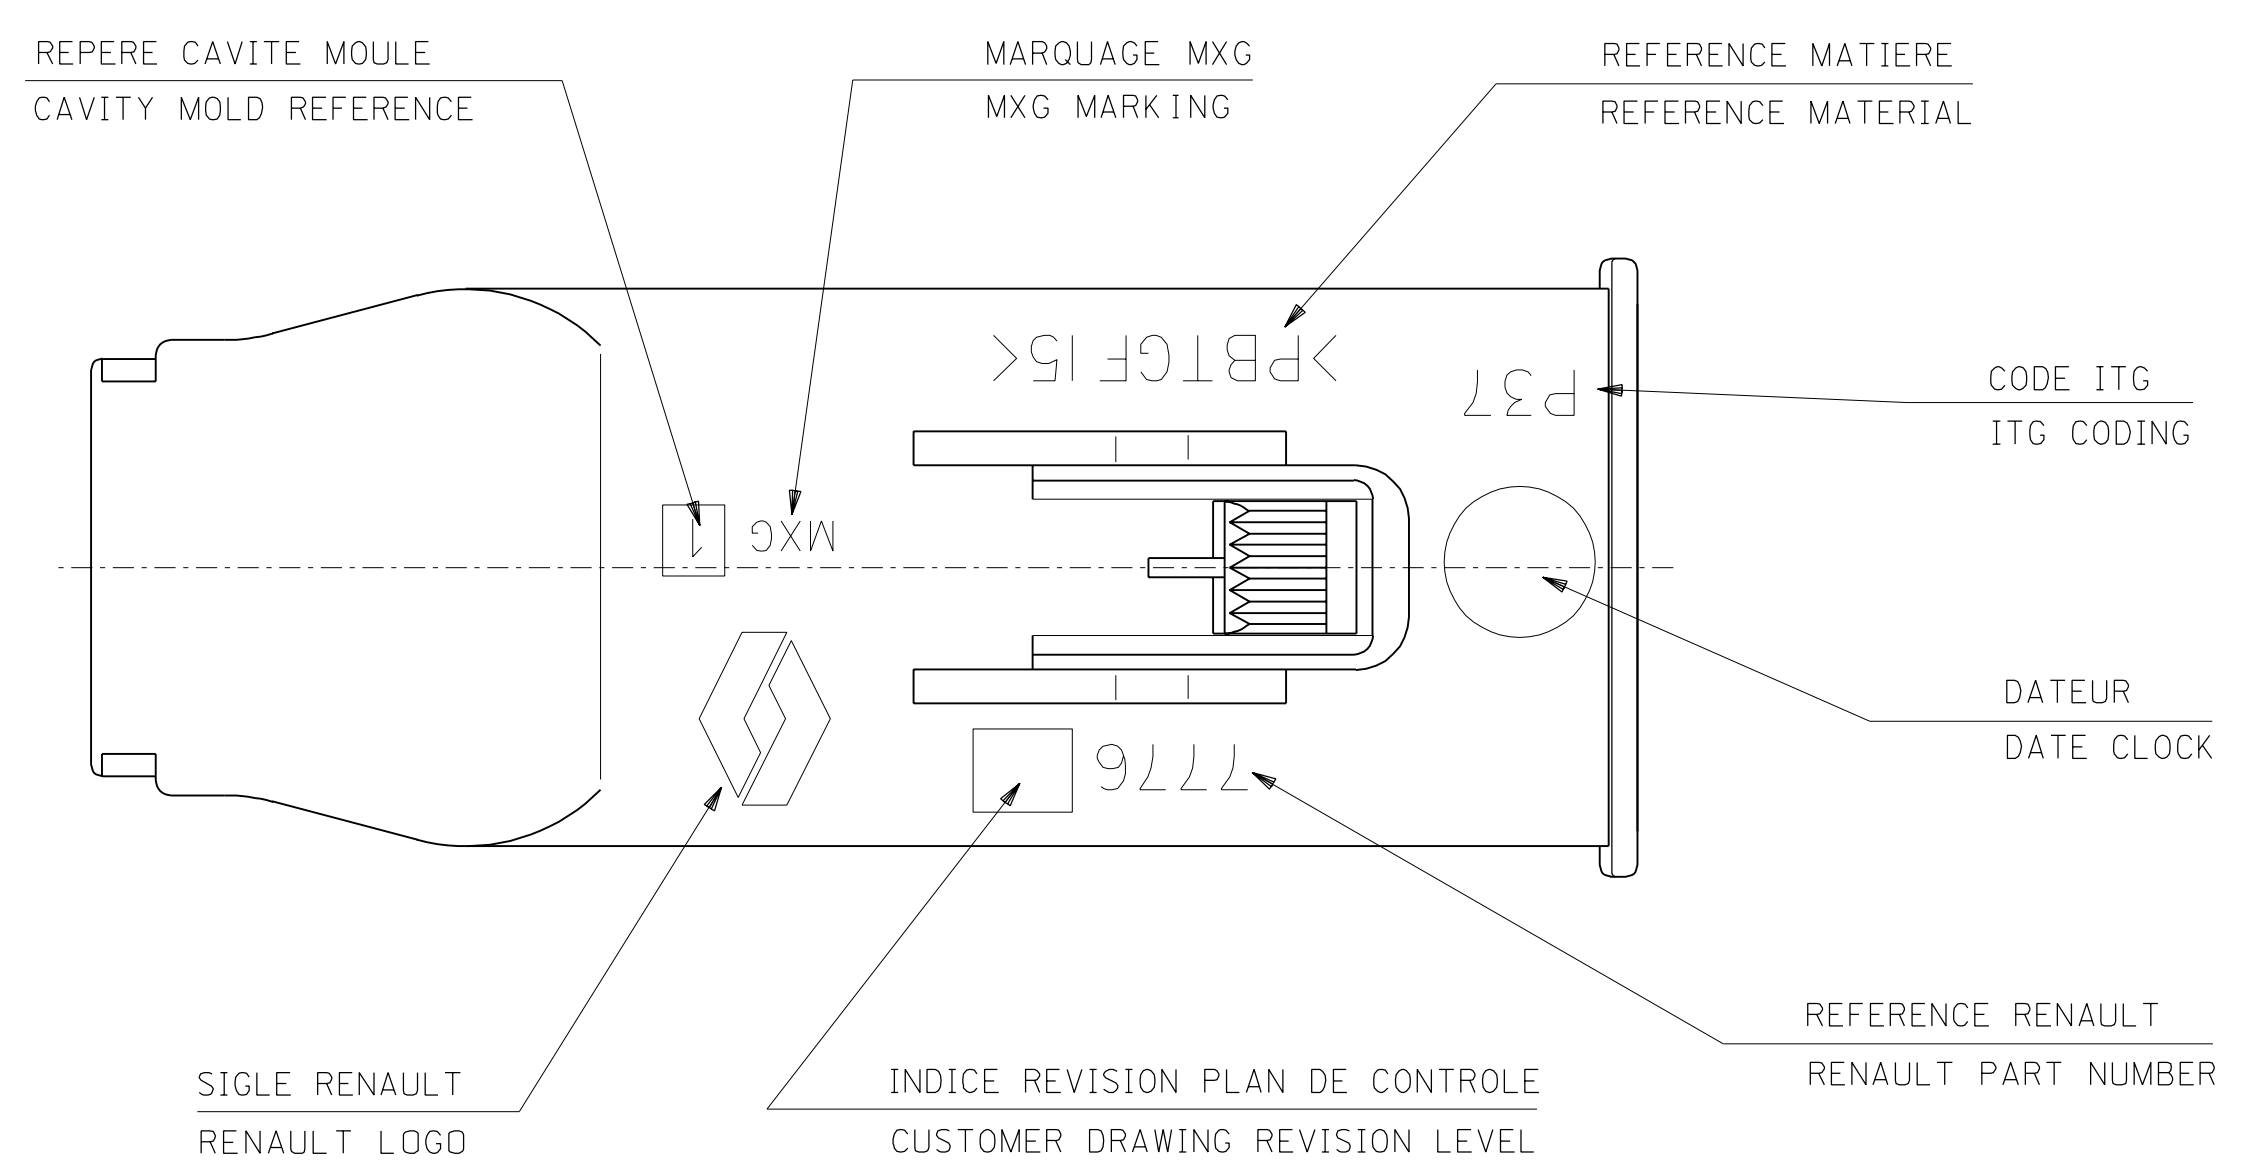 REPERE CAVITE MOULE
CAVITY MOLD REFERENCE
MARQUAGE MXG
MXG MARKING
REFERENCE MATIERE
REFERENCE MATERIAL
>PBTGF15<
P37
CODE ITG
ITG CODING
1
MXG
DATEUR
DATE CLOCK
7776
REFERENCE RENAULT
RENAULT PART NUMBER
SIGLE RENAULT
RENAULT LOGO
INDICE REVISION PLAN DE CONTROLE
CUSTOMER DRAWING REVISION LEVEL